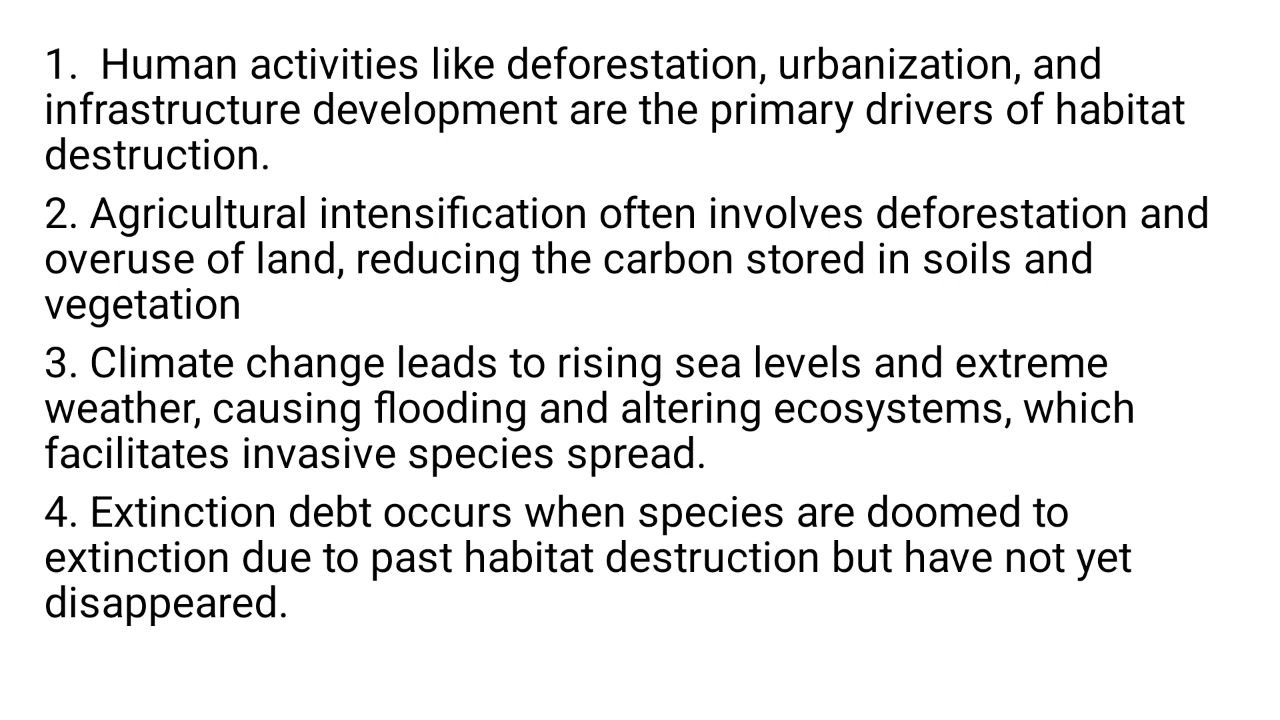 1.  Human activities like deforestation, urbanization, and
infrastructure development are the primary drivers of habitat
destruction.
2. Agricultural intensification often involves deforestation and
overuse of land, reducing the carbon stored in soils and
vegetation
3. Climate change leads to rising sea levels and extreme
weather, causing flooding and altering ecosystems, which
facilitates invasive species spread.
4. Extinction debt occurs when species are doomed to
extinction due to past habitat destruction but have not yet
disappeared.